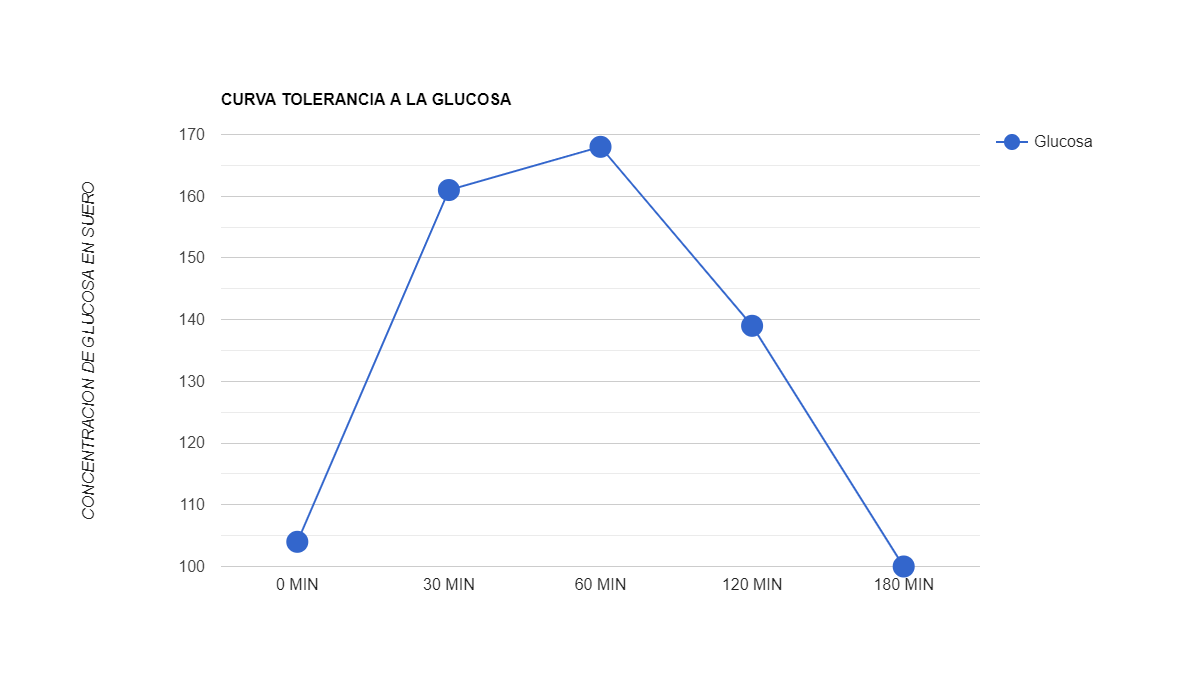 CURVA TOLERANCIA A LA GLUCOSA
Glucosa
CONCENTRACION DE GLUCOSA EN SUERO
170
160
150
140
130
120
110
100
0 MIN
30 MIN
60 MIN
120 MIN
180 MIN